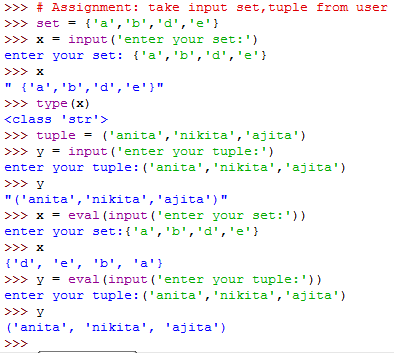 >>> # Assignment: take input set,tuple from user
>>> set = {'a','b','d','e'}
>>> x = input('enter your set:')
enter your set: {'a','b','d','e'}
>>> x
" {'a','b','d','e'}"
>>> type(x)
<class 'str'>
>>> tuple = ('anita','nikita','ajita')
>>> y = input('enter your tuple:')
enter your tuple:('anita','nikita','ajita')
>>> y
"('anita','nikita','ajita')"
>>> x = eval(input('enter your set:'))
enter your set:{'a','b','d','e'}
>>> x
{'d', 'e', 'b', 'a'}
>>> y = eval(input('enter your tuple:'))
enter your tuple:('anita','nikita','ajita')
>>> y
('anita', 'nikita', 'ajita')
>>>